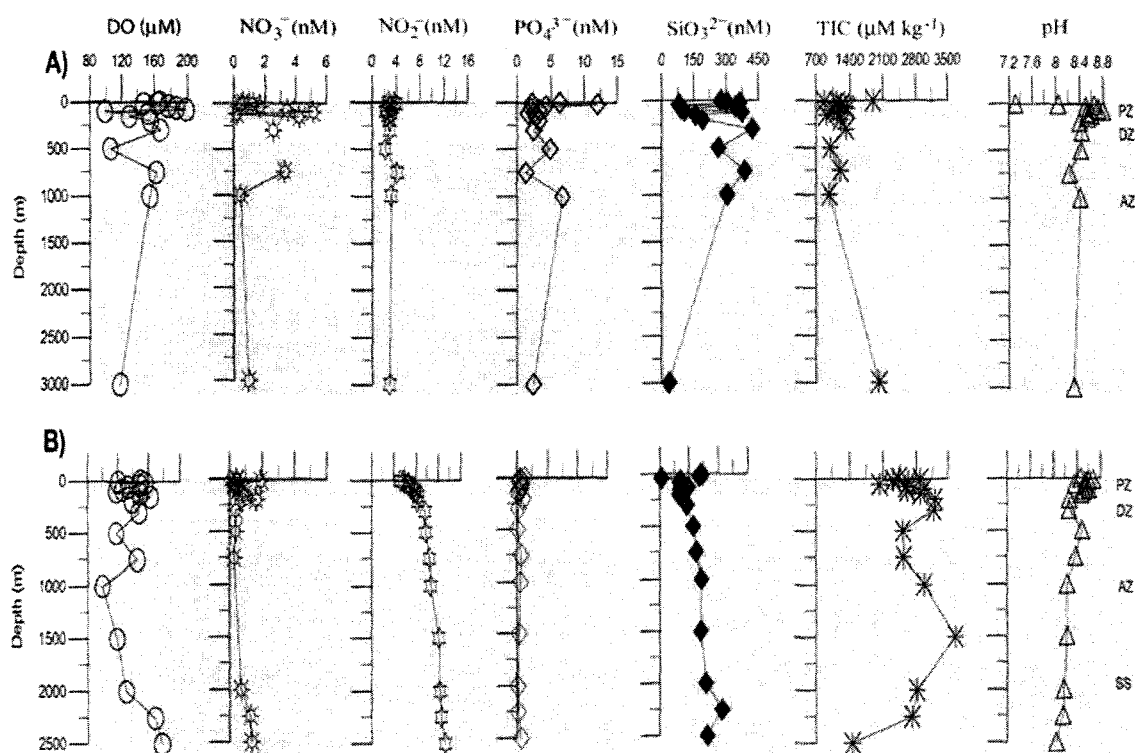 DO (μM) NO₃⁻(nM) NO₂⁻(nM) PO₄³⁻(nM) SiO₃²⁻(nM) TIC (μM kg⁻¹) pH
80 120 160 200 0 2 4 6 0 4 8 12 16 0 5 10 15 0 150 300 450 700 1400 2100 2800 3500 7.2 7.6 8 8.4 8.8
A)
0 PZ
DZ
500
1000 AZ
1500
2000
2500
3000
Depth (m)
B)
0 PZ
DZ
500
1000 AZ
1500
2000 SS
2500
Depth (m)